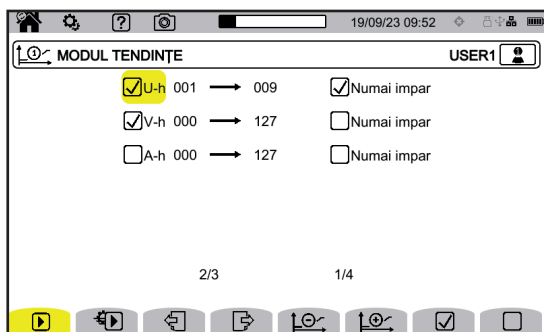 19/09/23 09:52
MODUL TENDINȚE USER1
U-h 001 009 Numai impar
V-h 000 127 Numai impar
A-h 000 127 Numai impar
2/3 1/4